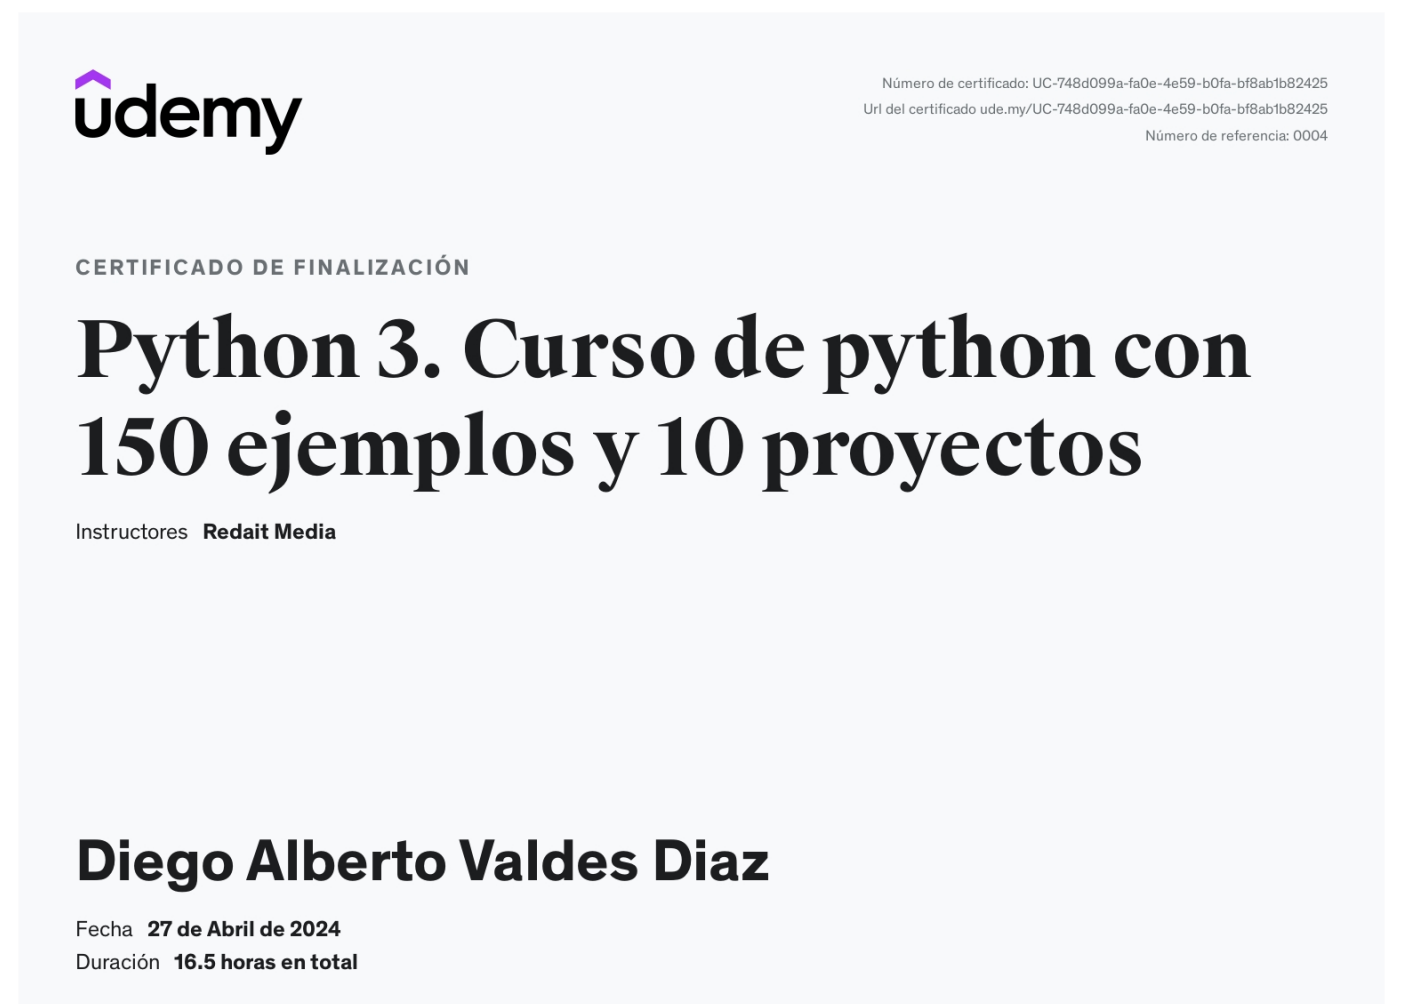 udemy
Número de certificado: UC-748d099a-fa0e-4e59-b0fa-bf8ab1b82425
Url del certificado ude.my/UC-748d099a-fa0e-4e59-b0fa-bf8ab1b82425
Número de referencia: 0004
CERTIFICADO DE FINALIZACIÓN
Python 3. Curso de python con
150 ejemplos y 10 proyectos
Instructores Redait Media
Diego Alberto Valdes Diaz
Fecha 27 de Abril de 2024
Duración 16.5 horas en total